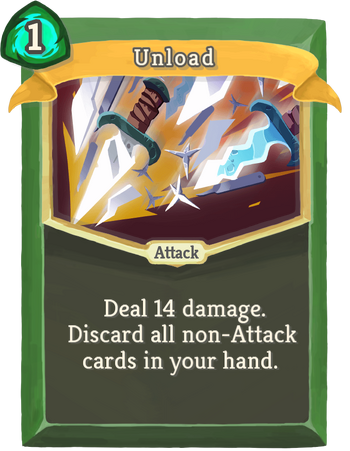 1
Unload
Attack
Deal 14 damage.
Discard all non-Attack
cards in your hand.